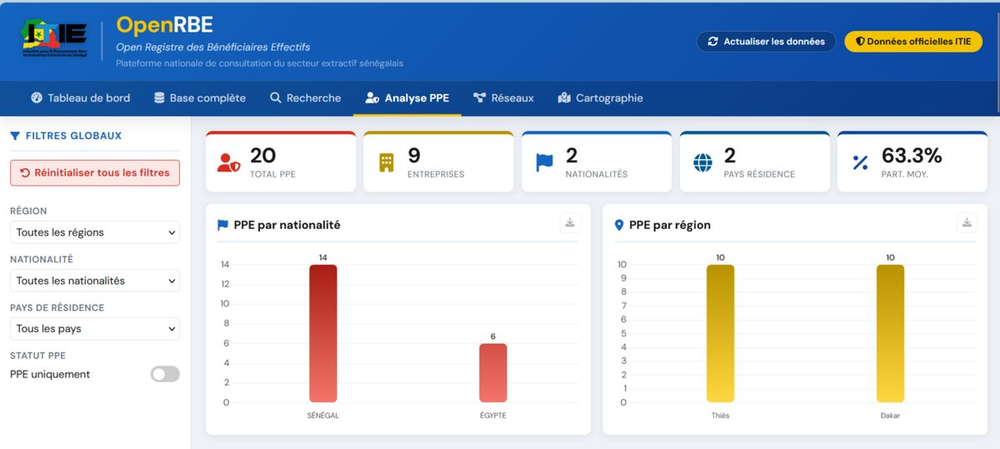 ITIE
Initiative pour la Transparence dans
les Industries Extractives du Sénégal
OpenRBE
Open Registre des Bénéficiaires Effectifs
Plateforme nationale de consultation du secteur extractif sénégalais
Actualiser les données
Données officielles ITIE
Tableau de bord
Base complète
Recherche
Analyse PPE
Réseaux
Cartographie
FILTRES GLOBAUX
Réinitialiser tous les filtres
RÉGION
Toutes les régions
NATIONALITÉ
Toutes les nationalités
PAYS DE RÉSIDENCE
Tous les pays
STATUT PPE
PPE uniquement
20
TOTAL PPE
9
ENTREPRISES
2
NATIONALITÉS
2
PAYS RÉSIDENCE
63.3%
PART. MOY.
PPE par nationalité
14
12
10
8
6
4
2
0
14
6
SÉNÉGAL
ÉGYPTE
PPE par région
10
9
8
7
6
5
4
3
2
1
0
10
10
Thiès
Dakar